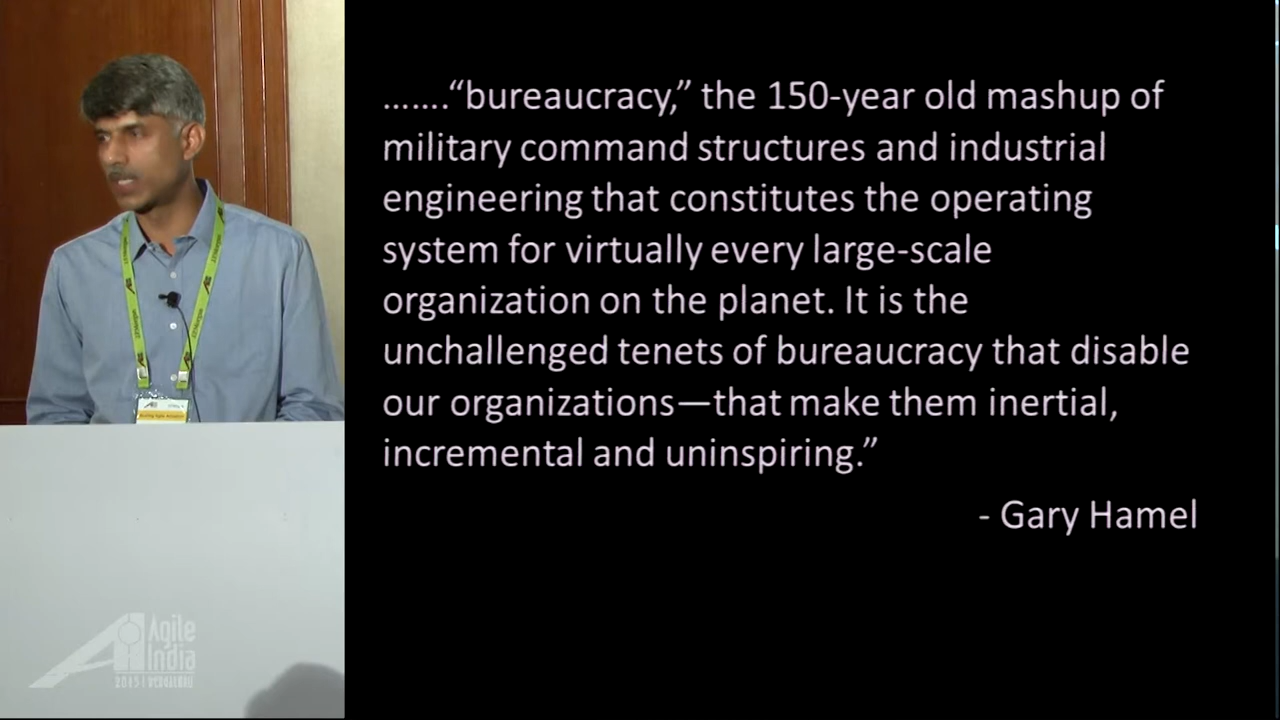 .......“bureaucracy,” the 150-year old mashup of
military command structures and industrial
engineering that constitutes the operating
system for virtually every large-scale
organization on the planet. It is the
unchallenged tenets of bureaucracy that disable
our organizations—that make them inertial,
incremental and uninspiring.”
- Gary Hamel
Agile
India